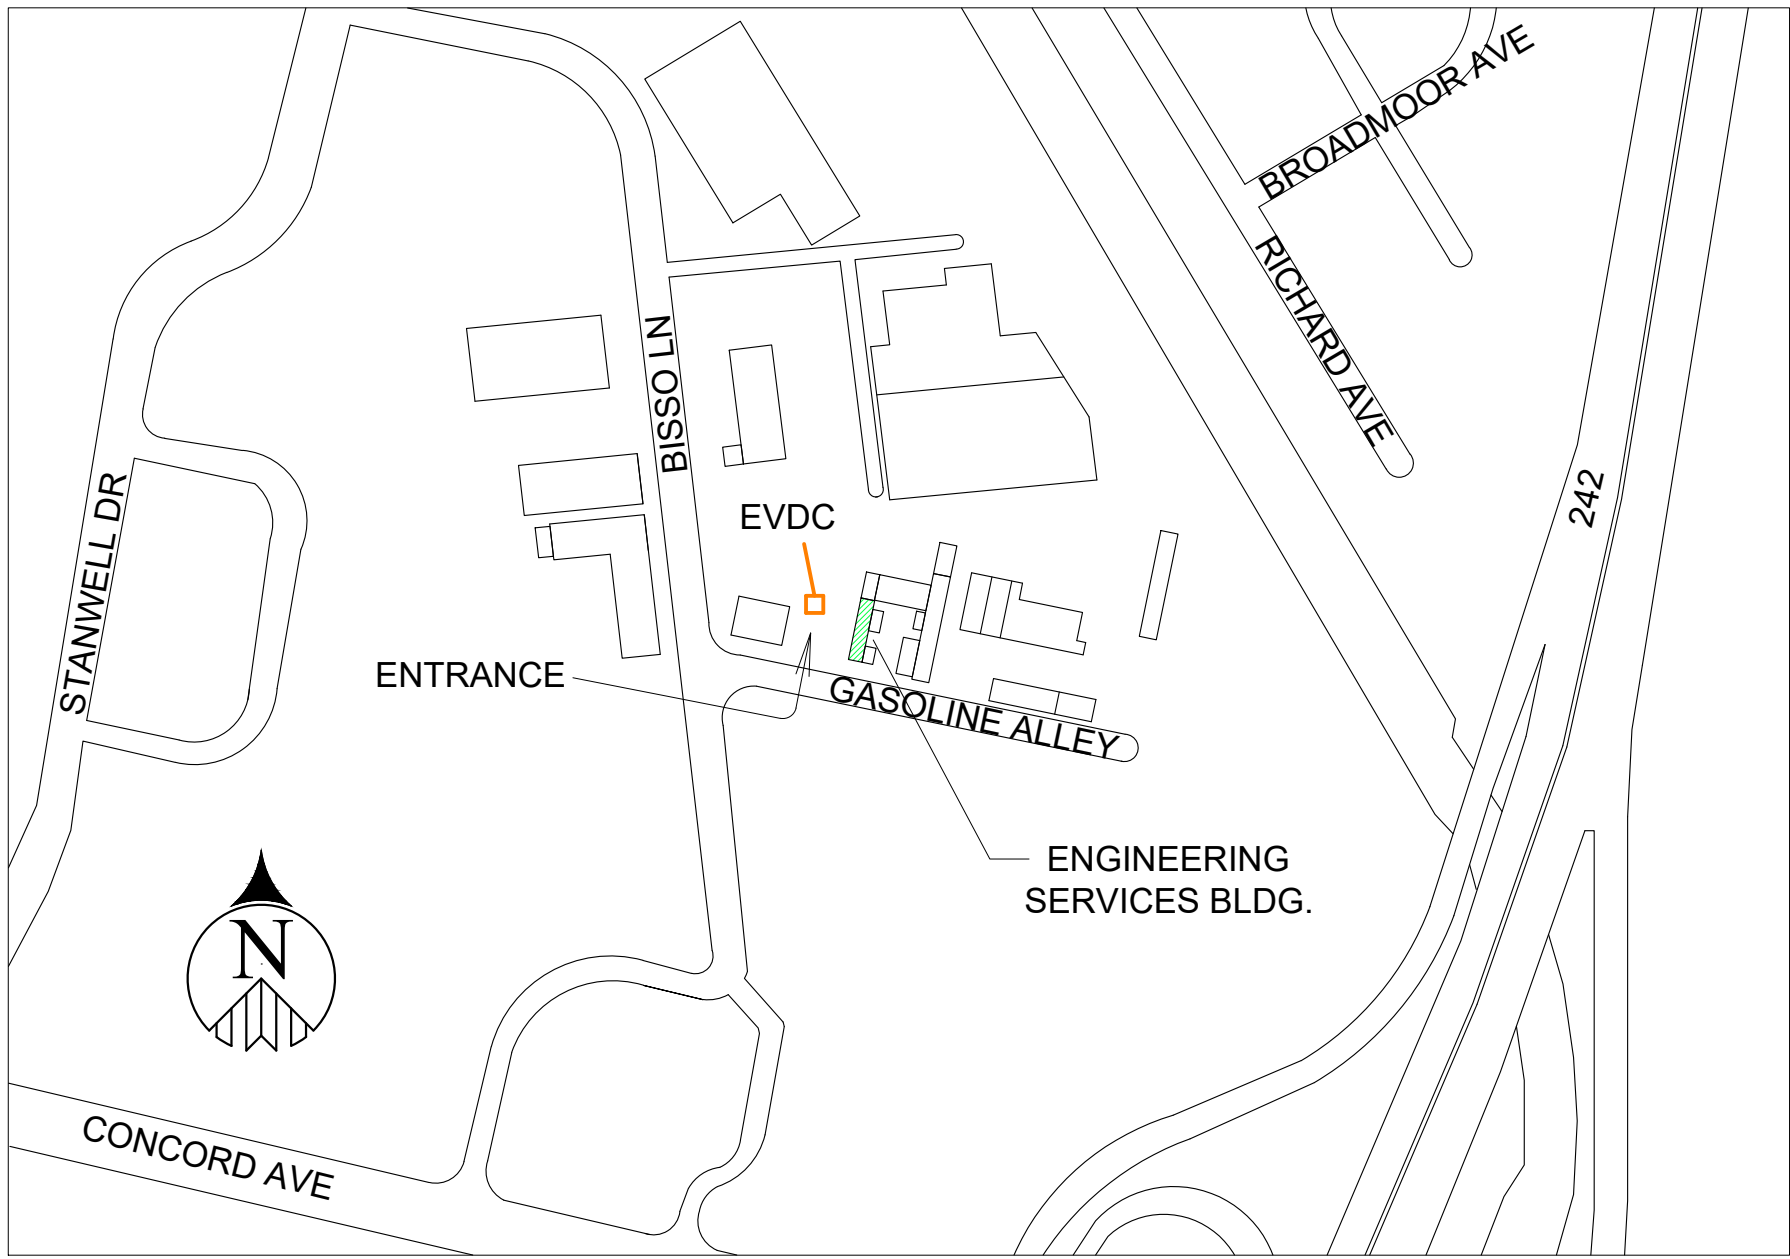 BROADMOOR AVE
RICHARD AVE
BISSO LN
242
STANWELL DR
EVDC
ENTRANCE
GASOLINE ALLEY
ENGINEERING
SERVICES BLDG.
N
CONCORD AVE